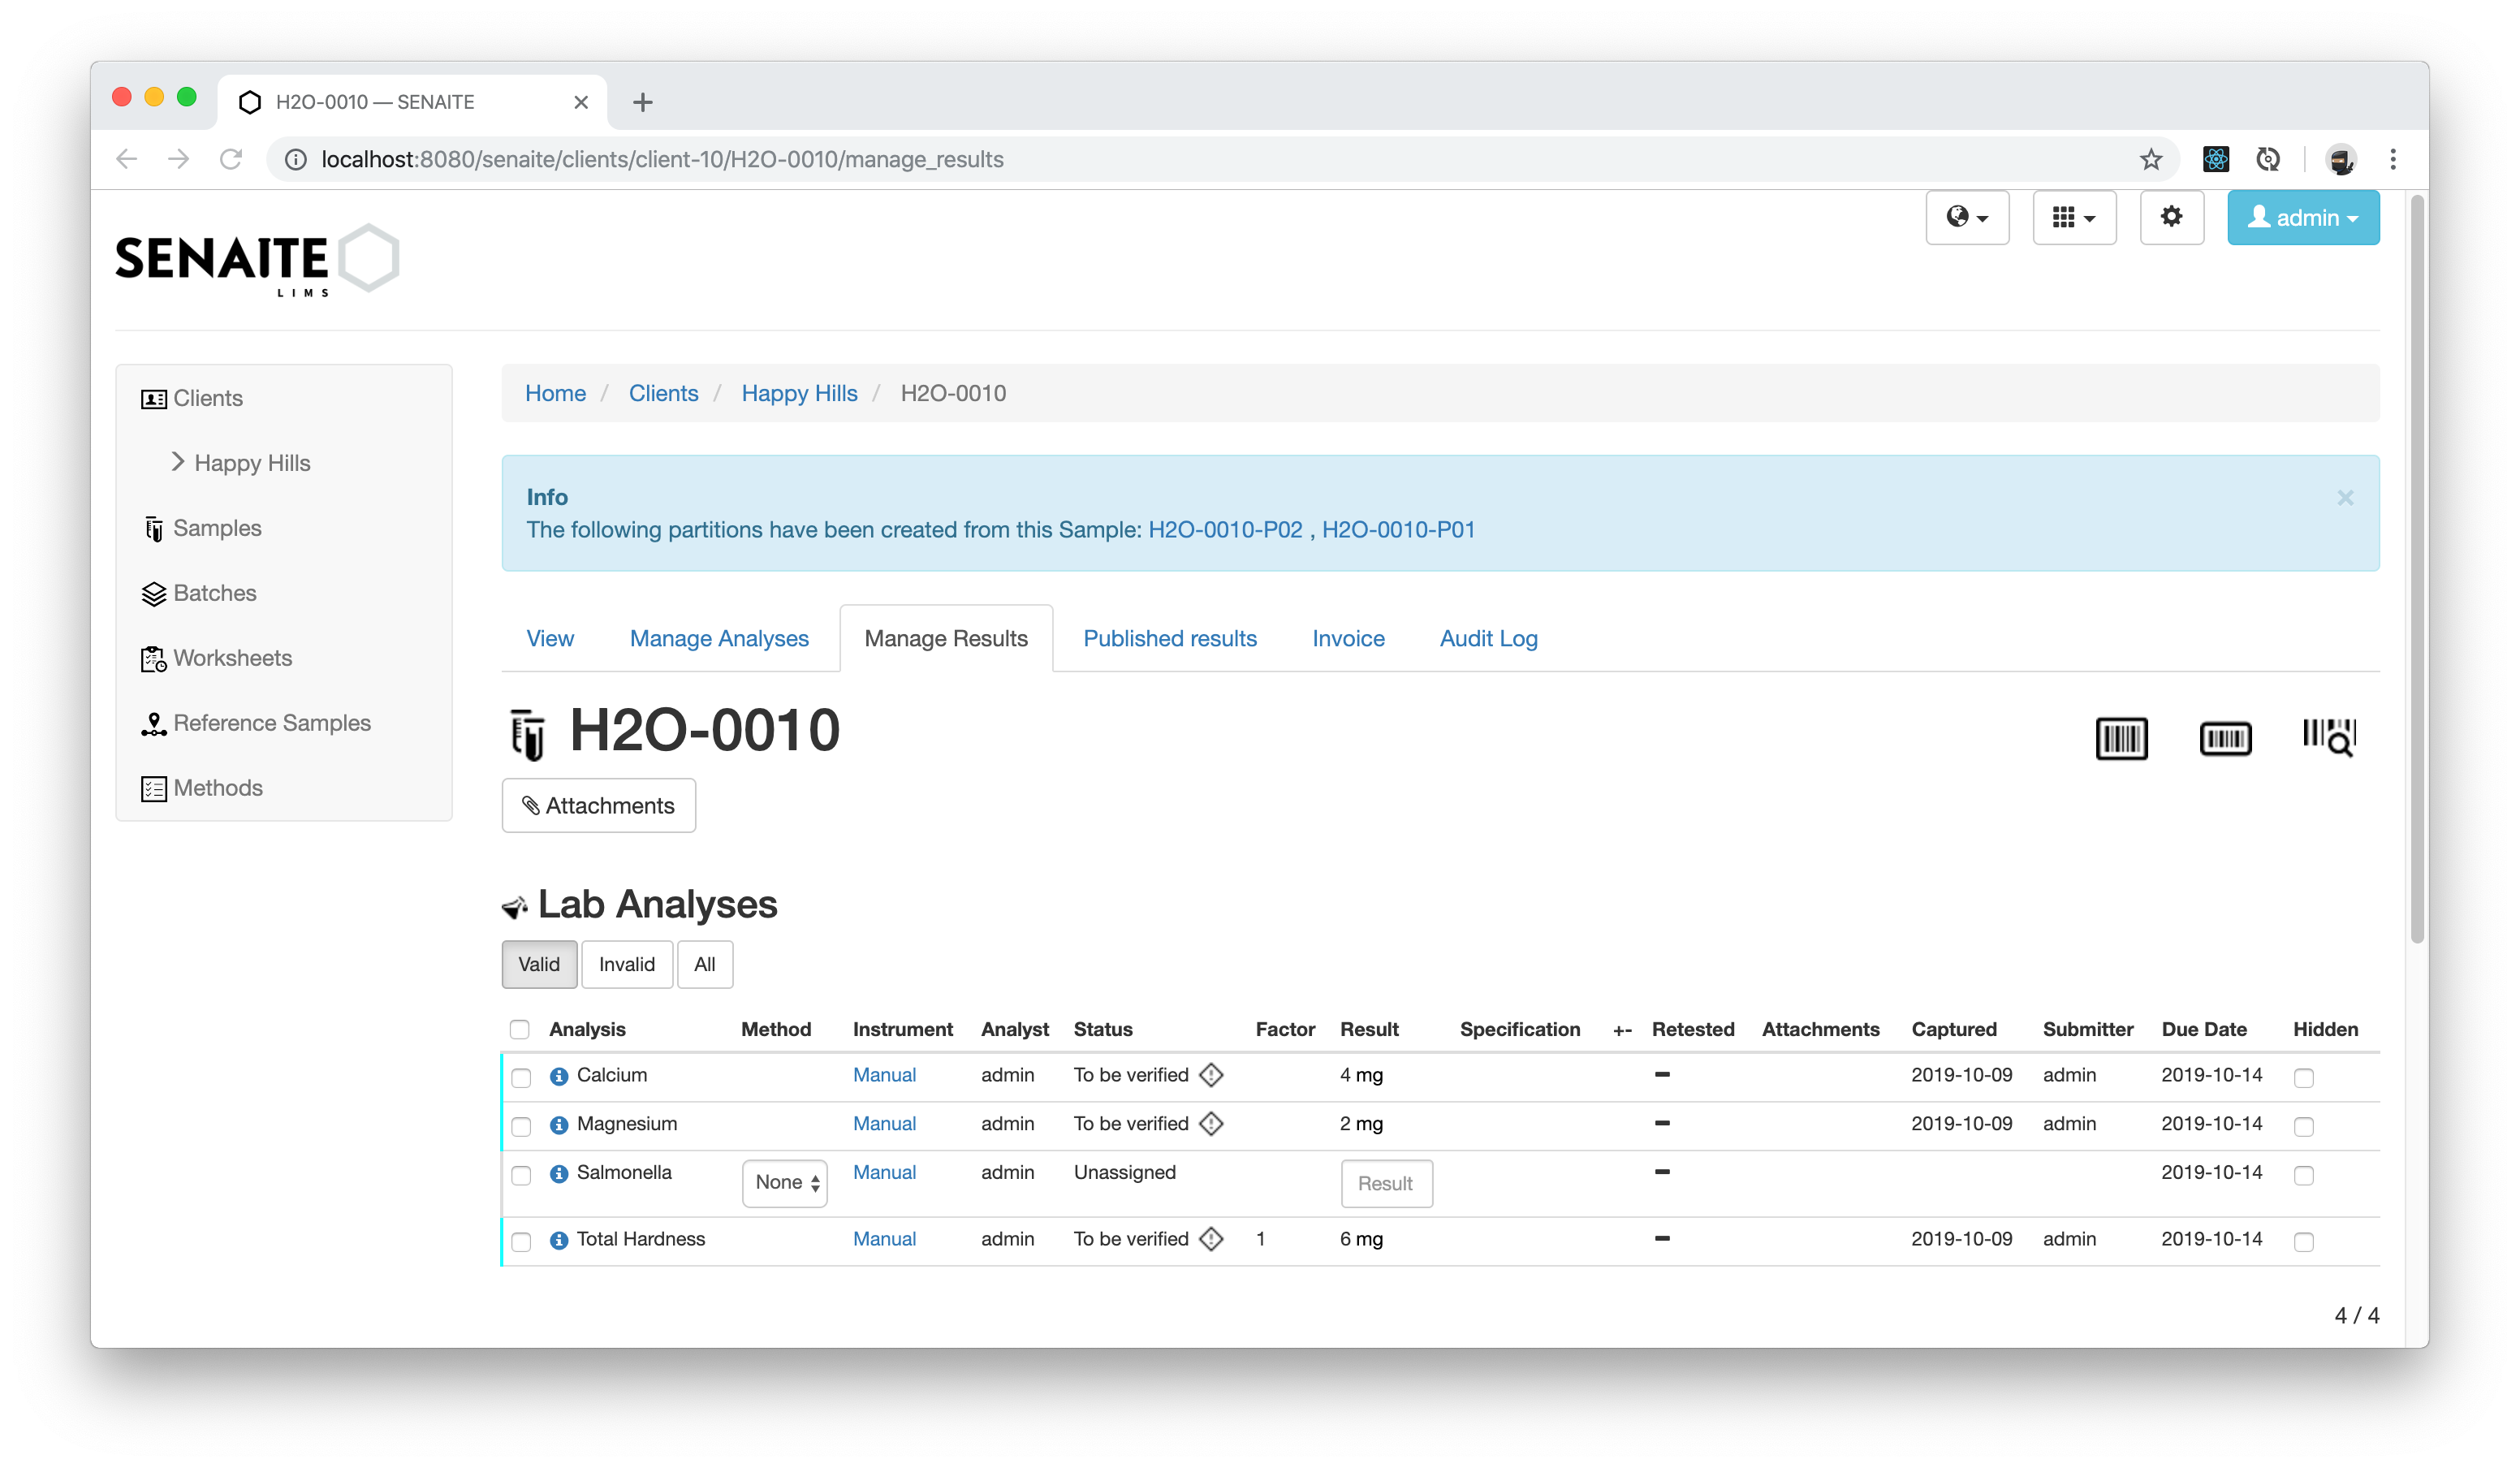 H2O-0010 — SENAITE
localhost:8080/senaite/clients/client-10/H2O-0010/manage_results
admin
SENAITE
LIMS
Clients
Happy Hills
Samples
Batches
Worksheets
Reference Samples
Methods
Home / Clients / Happy Hills / H2O-0010
Info
The following partitions have been created from this Sample: H2O-0010-P02 , H2O-0010-P01
View Manage Analyses Manage Results Published results Invoice Audit Log
H2O-0010
Attachments
Lab Analyses
Valid Invalid All
Analysis Method Instrument Analyst Status Factor Result Specification +- Retested Attachments Captured Submitter Due Date Hidden
Calcium Manual admin To be verified 4 mg 2019-10-09 admin 2019-10-14
Magnesium Manual admin To be verified 2 mg 2019-10-09 admin 2019-10-14
Salmonella None Manual admin Unassigned Result 2019-10-14
Total Hardness Manual admin To be verified 1 6 mg 2019-10-09 admin 2019-10-14
4 / 4